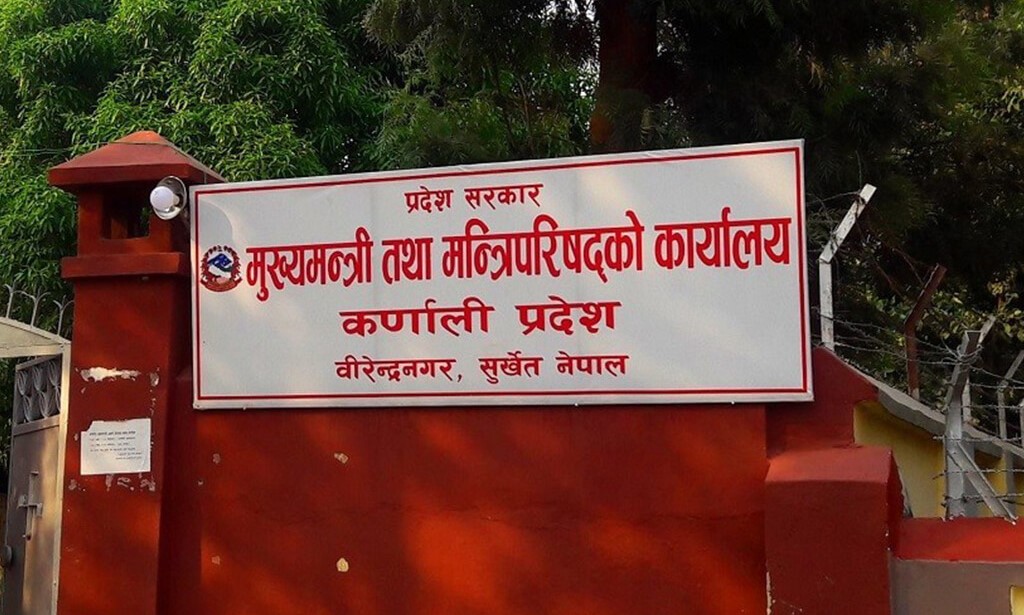 प्रदेश सरकार
मुख्यमन्त्री तथा मन्त्रिपरिषद्को कार्यालय
कर्णाली प्रदेश
वीरेन्द्रनगर, सुर्खेत नेपाल